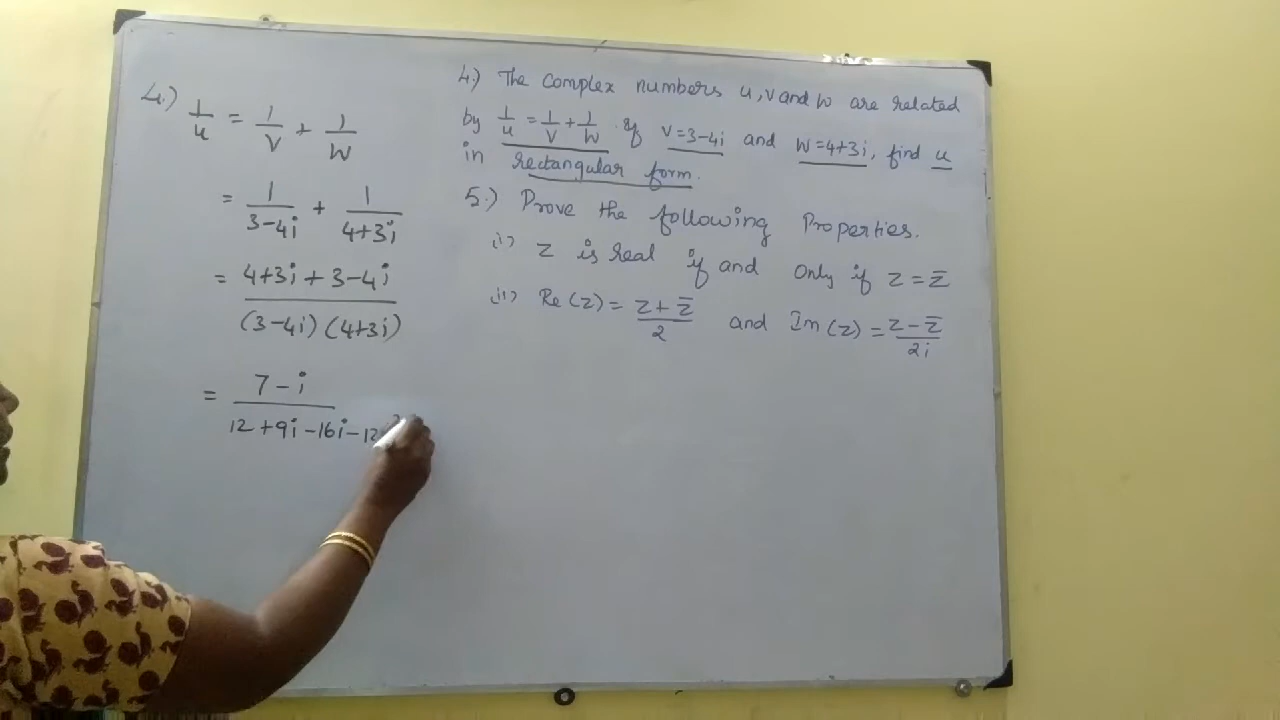 4.) 1/u = 1/v + 1/w
= 1/(3-4i) + 1/(4+3i)
= (4+3i + 3-4i)/((3-4i)(4+3i))
= (7-i)/(12+9i-16i-12
4.) The Complex numbers u, v and w are related
by 1/u = 1/v + 1/w. If v=3-4i and w=4+3i, find u
in rectangular form.
5.) Prove the following Properties.
(i) z is real if and only if z = z̄
(ii) Re(z) = (z + z̄)/2 and Im(z) = (z - z̄)/2i